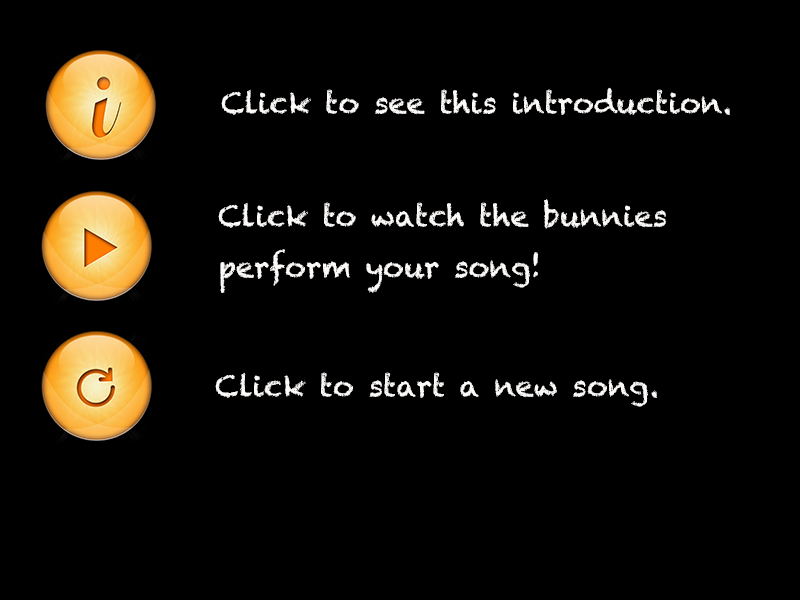 i
Click to see this introduction.
Click to watch the bunnies
perform your song!
Click to start a new song.